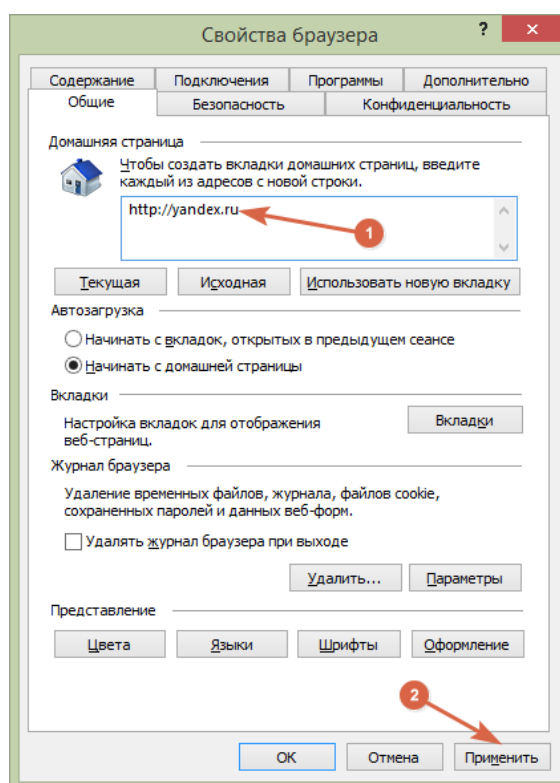 Свойства браузера
?
×
Содержание Подключения Программы Дополнительно
Общие Безопасность Конфиденциальность
Домашняя страница
Чтобы создать вкладки домашних страниц, введите
каждый из адресов с новой строки.
http://yandex.ru
1
Текущая Исходная Использовать новую вкладку
Автозагрузка
Начинать с вкладок, открытых в предыдущем сеансе
Начинать с домашней страницы
Вкладки
Настройка вкладок для отображения
веб-страниц.
Вкладки
Журнал браузера
Удаление временных файлов, журнала, файлов cookie,
сохраненных паролей и данных веб-форм.
Удалять журнал браузера при выходе
Удалить... Параметры
Представление
Цвета Языки Шрифты Оформление
2
ОК Отмена Применить